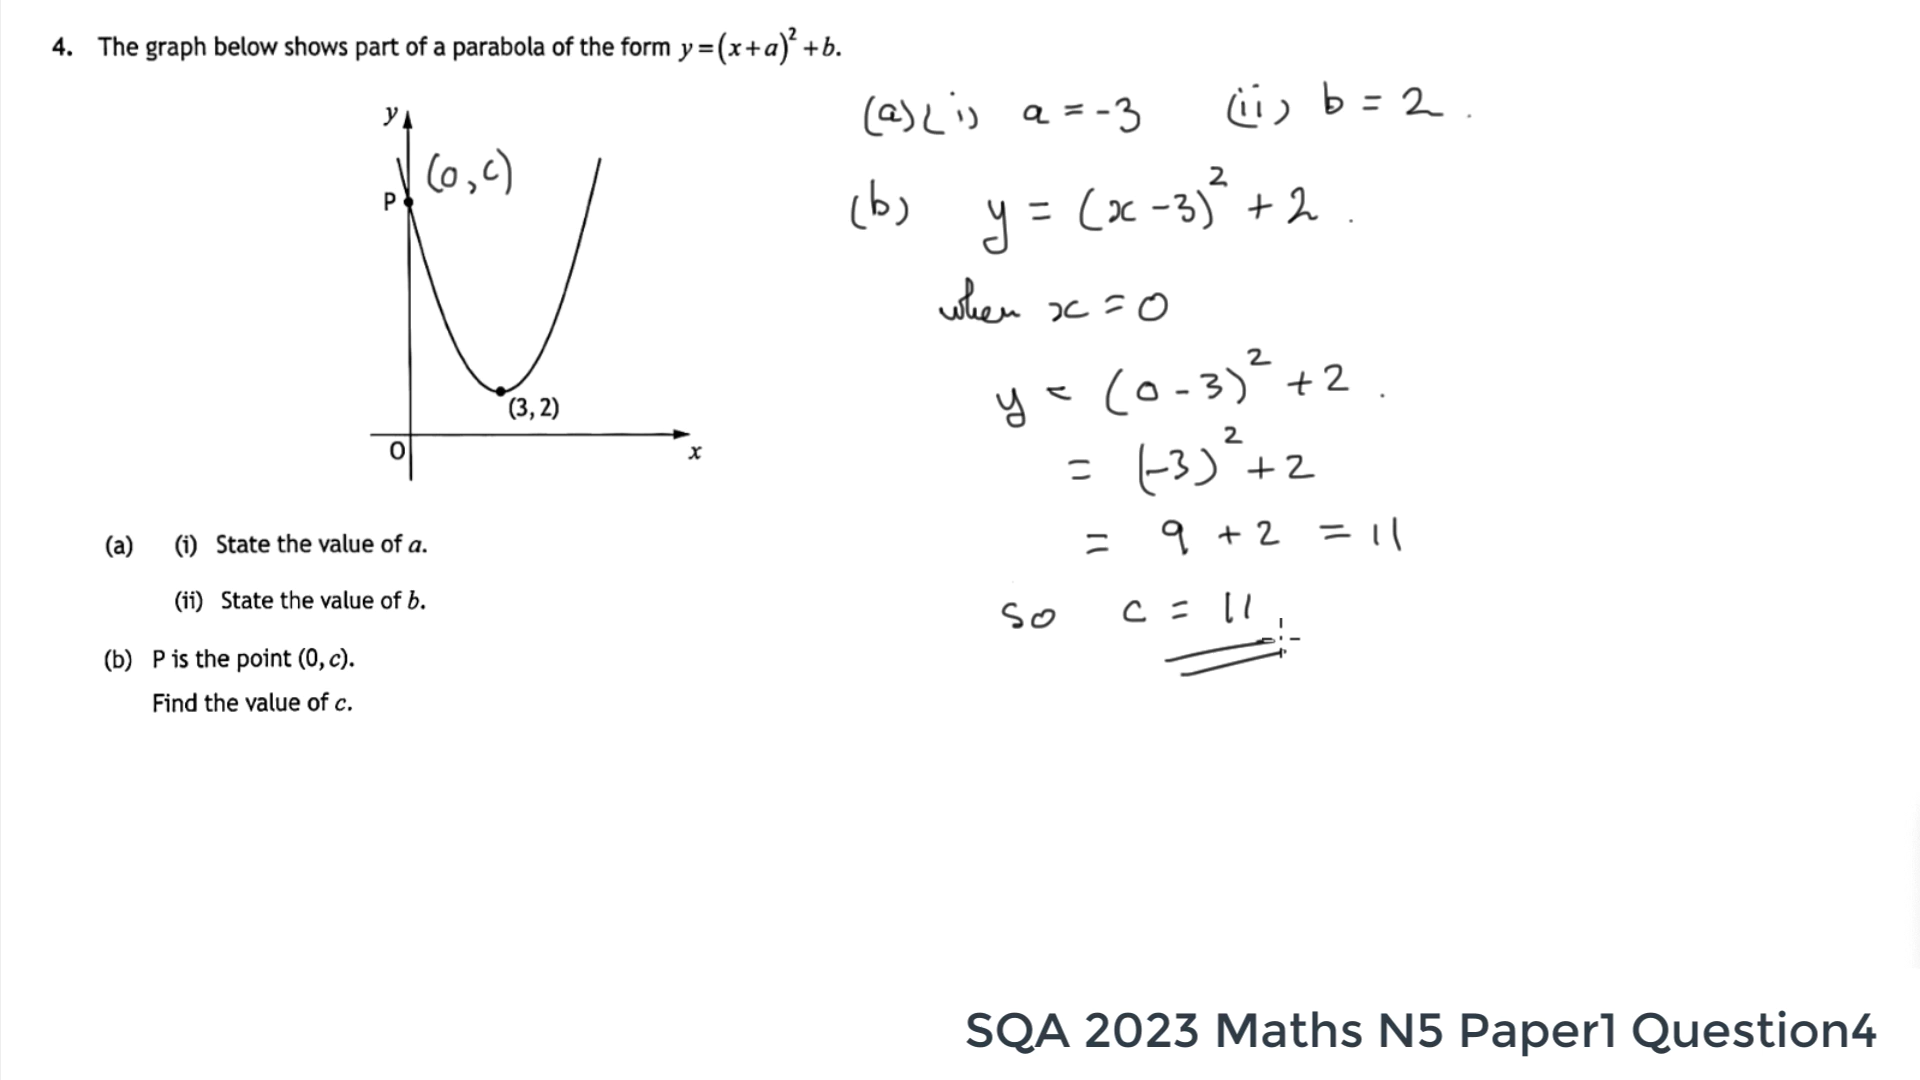 4. The graph below shows part of a parabola of the form y=(x+a)²+b.
y
(0,c)
P
(3, 2)
O
x
(a) (i) State the value of a.
(ii) State the value of b.
(b) P is the point (0, c).
Find the value of c.
(a)(i) a = -3 (ii) b = 2 .
(b) y = (x-3)² + 2 .
when x = 0
y = (0-3)² + 2 .
= (-3)² + 2
= 9 + 2 = 11
so c = 11
SQA 2023 Maths N5 Paper1 Question4